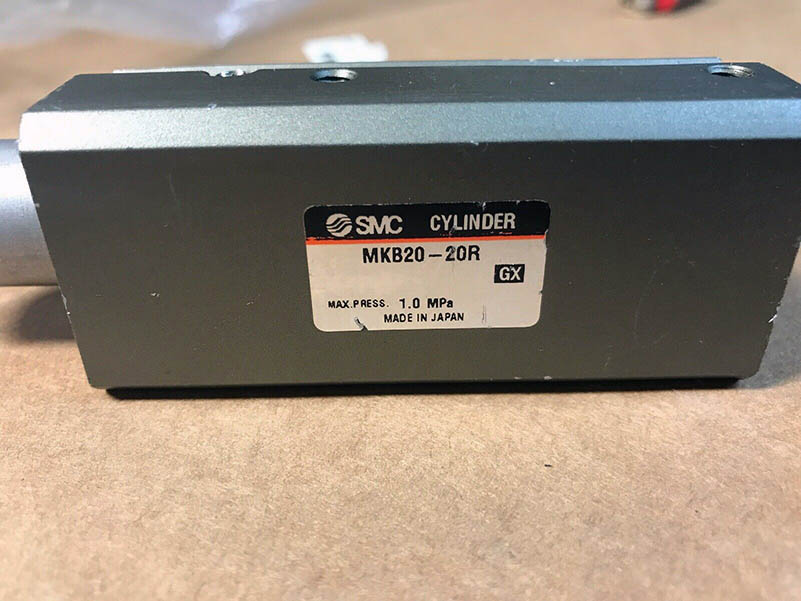 SMC CYLINDER
MKB20-20R
GX
MAX.PRESS. 1.0 MPa
MADE IN JAPAN